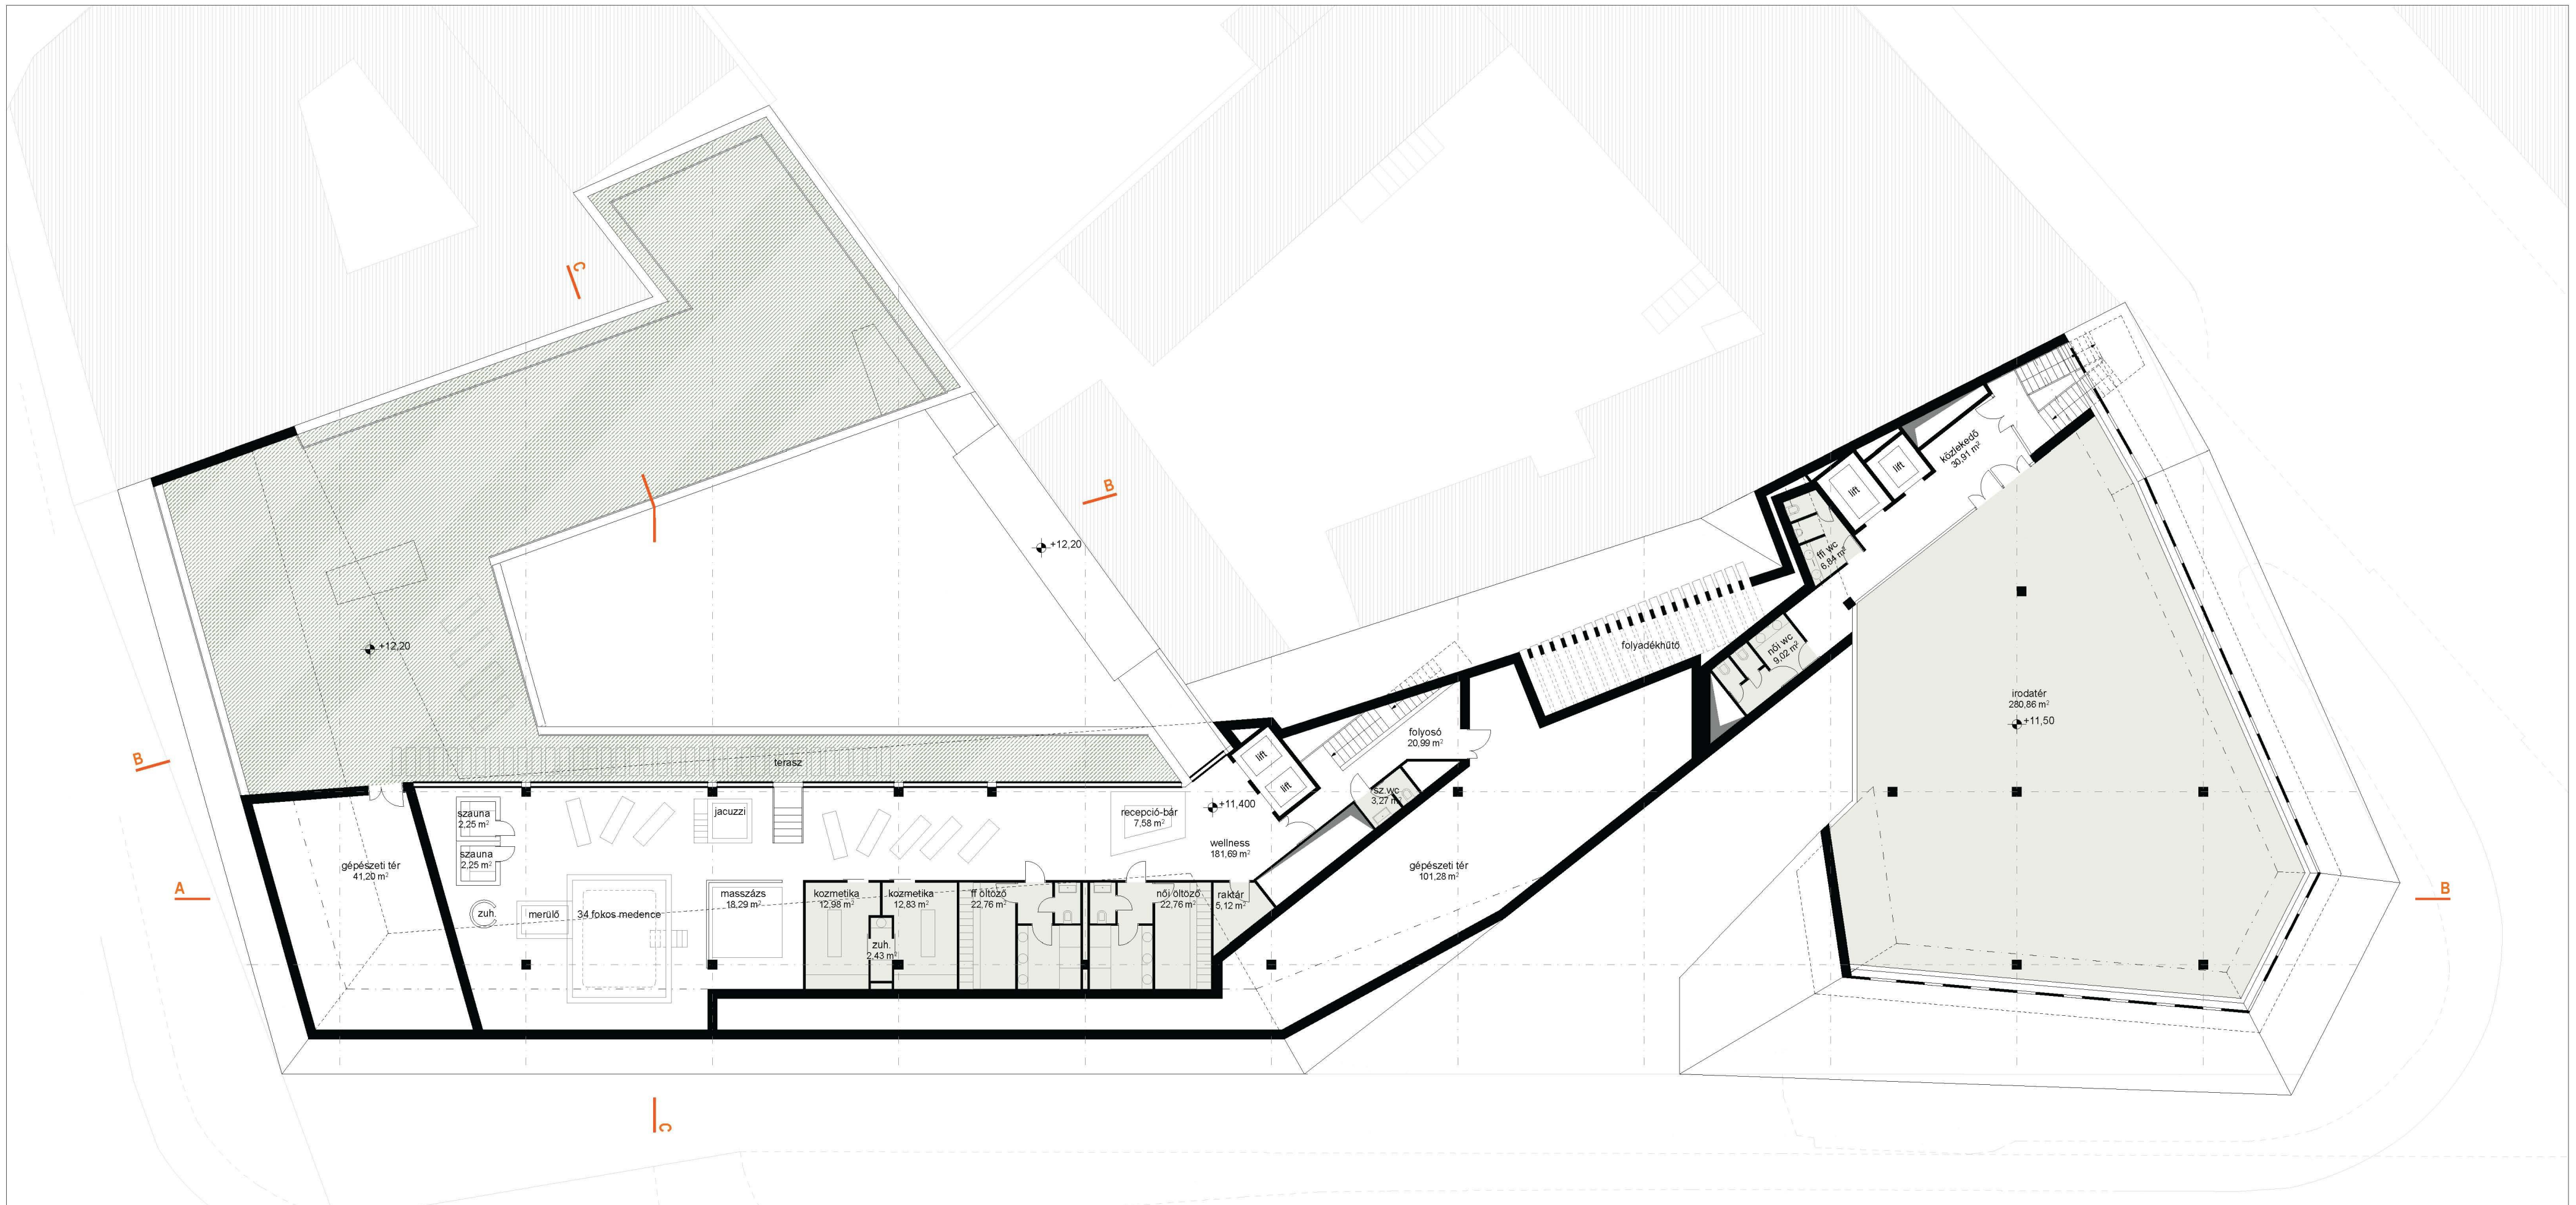 C
B
+12,20
+12,20
közlekedő
30,91 m²
lift
lift
ffi wc
6,84 m²
női wc
9,02 m²
folyadékhűtő
irodatér
280,86 m²
+11,50
folyosó
20,99 m²
B
terasz
lift
lift
sz.wc
3,27 m²
+11,400
szauna
2,25 m²
jacuzzi
recepció-bár
7,58 m²
wellness
181,69 m²
szauna
2,25 m²
gépészeti tér
41,20 m²
gépészeti tér
101,28 m²
A
B
masszázs
18,29 m²
kozmetika
12,98 m²
kozmetika
12,83 m²
ff öltöző
22,76 m²
női öltöző
22,76 m²
raktár
5,12 m²
zuh.
merülő
34 fokos medence
zuh.
2,43 m²
C